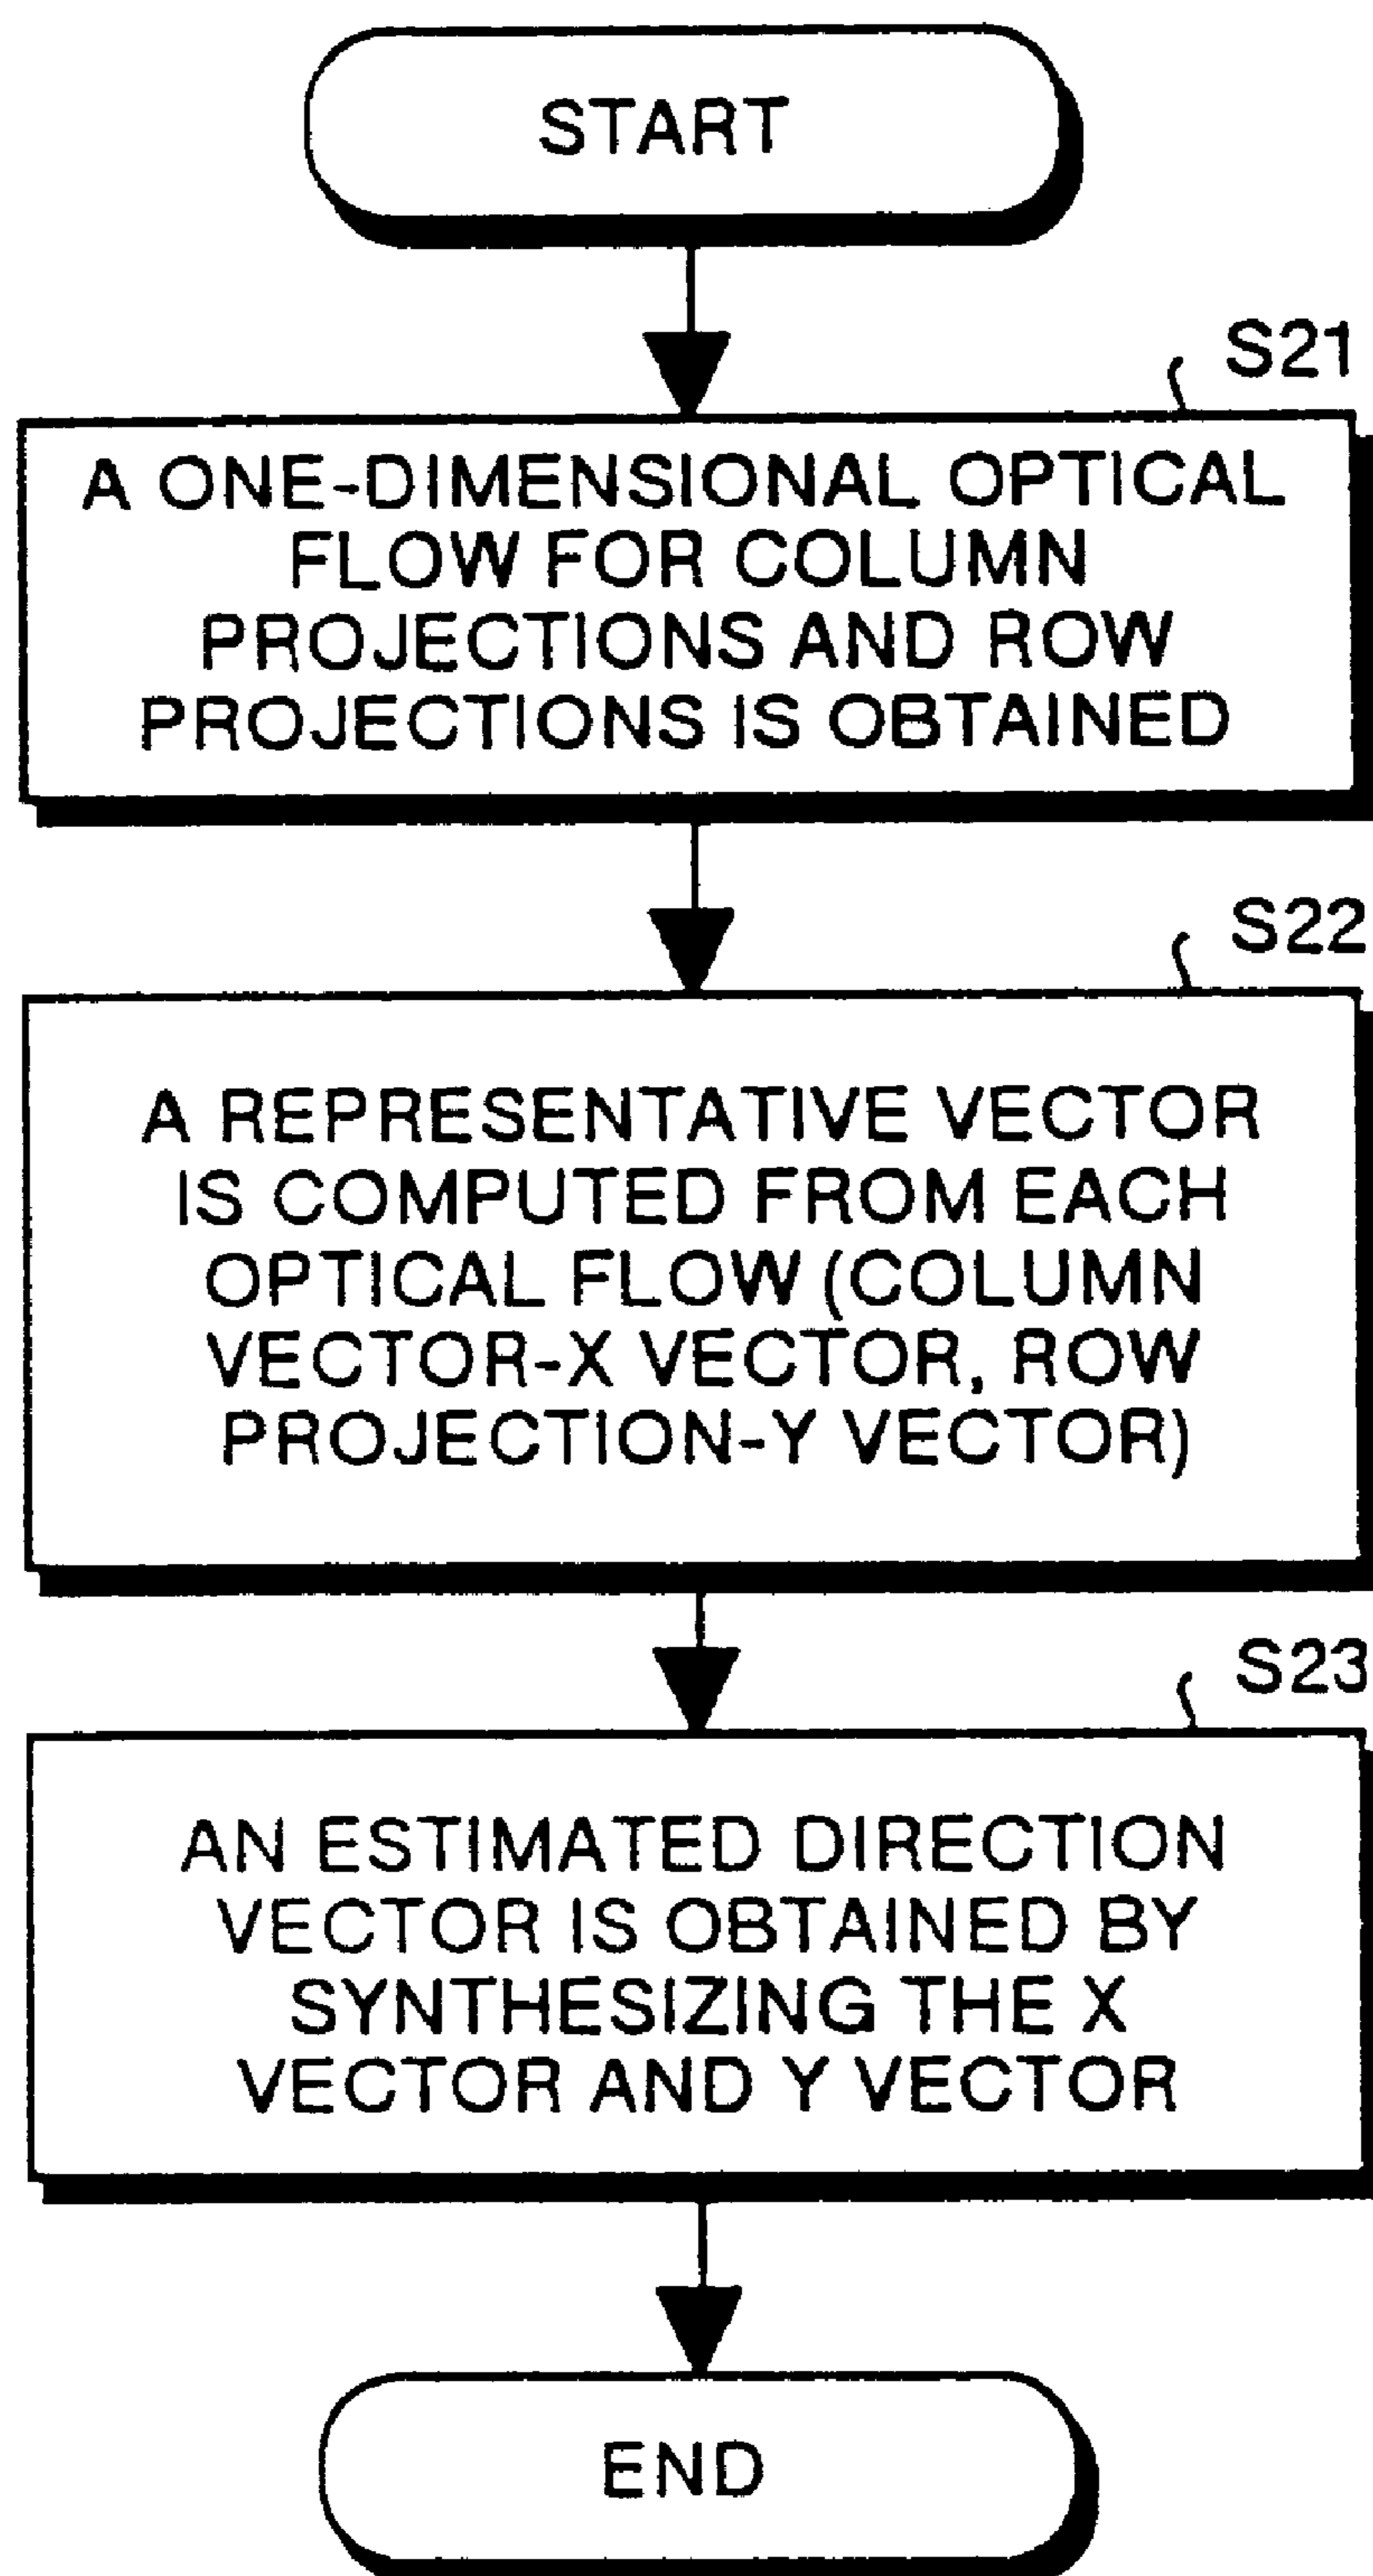 START
S21
A ONE-DIMENSIONAL OPTICAL
FLOW FOR COLUMN
PROJECTIONS AND ROW
PROJECTIONS IS OBTAINED
S22
A REPRESENTATIVE VECTOR
IS COMPUTED FROM EACH
OPTICAL FLOW (COLUMN
VECTOR-X VECTOR, ROW
PROJECTION-Y VECTOR)
S23
AN ESTIMATED DIRECTION
VECTOR IS OBTAINED BY
SYNTHESIZING THE X
VECTOR AND Y VECTOR
END